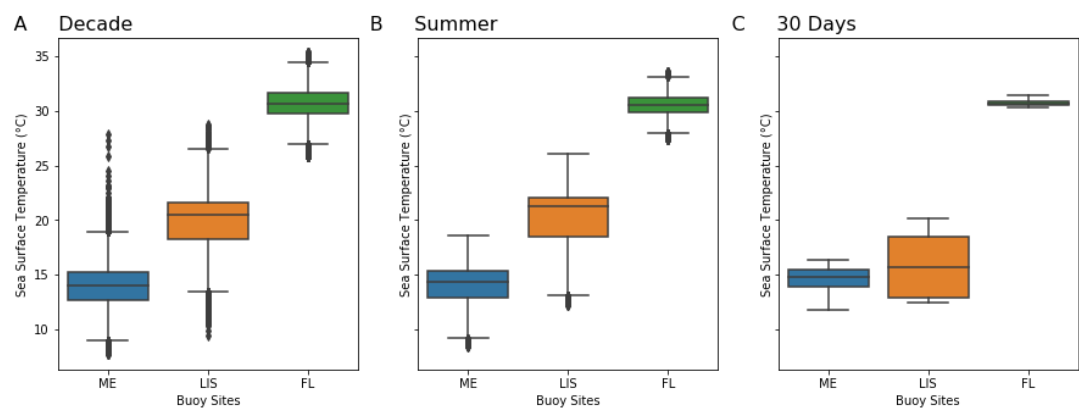 A Decade
B Summer
C 30 Days
Sea Surface Temperature (°C)
35
30
25
20
15
10
ME LIS FL
Buoy Sites
Sea Surface Temperature (°C)
ME LIS FL
Buoy Sites
Sea Surface Temperature (°C)
ME LIS FL
Buoy Sites